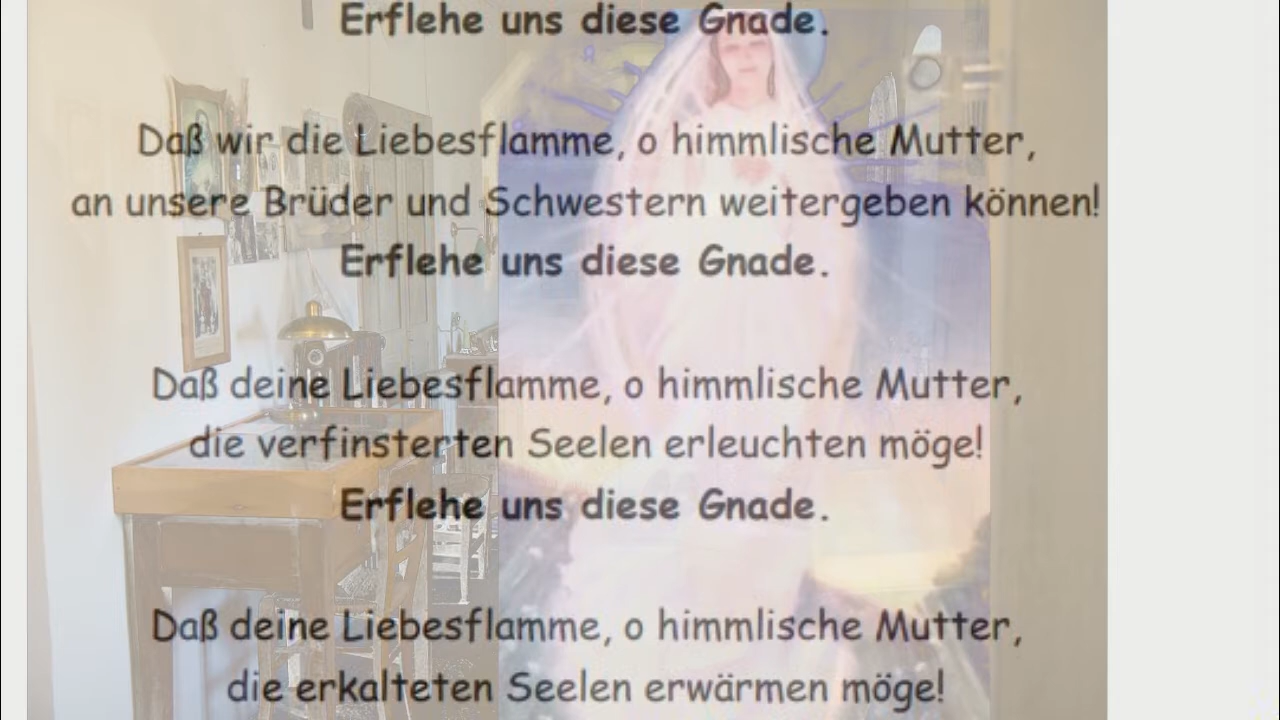 Erflehe uns diese Gnade.
Daß wir die Liebesflamme, o himmlische Mutter,
an unsere Brüder und Schwestern weitergeben können!
Erflehe uns diese Gnade.
Daß deine Liebesflamme, o himmlische Mutter,
die verfinsterten Seelen erleuchten möge!
Erflehe uns diese Gnade.
Daß deine Liebesflamme, o himmlische Mutter,
die erkalteten Seelen erwärmen möge!